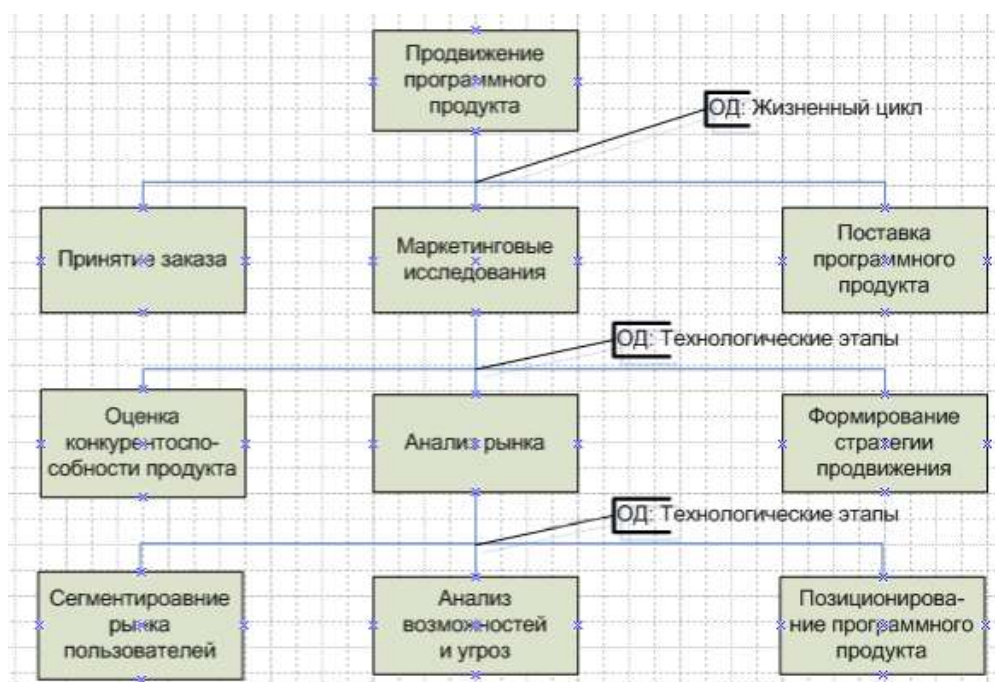 Продвижение
программного
продукта
ОД: Жизненный цикл
Принятие заказа
Маркетинговые
исследования
Поставка
программного
продукта
ОД: Технологические этапы
Оценка
конкурентоспо-
собности продукта
Анализ рынка
Формирование
стратегии
продвижения
ОД: Технологические этапы
Сегментироавние
рынка
пользователей
Анализ
возможностей
и угроз
Позиционирова-
ние программного
продукта